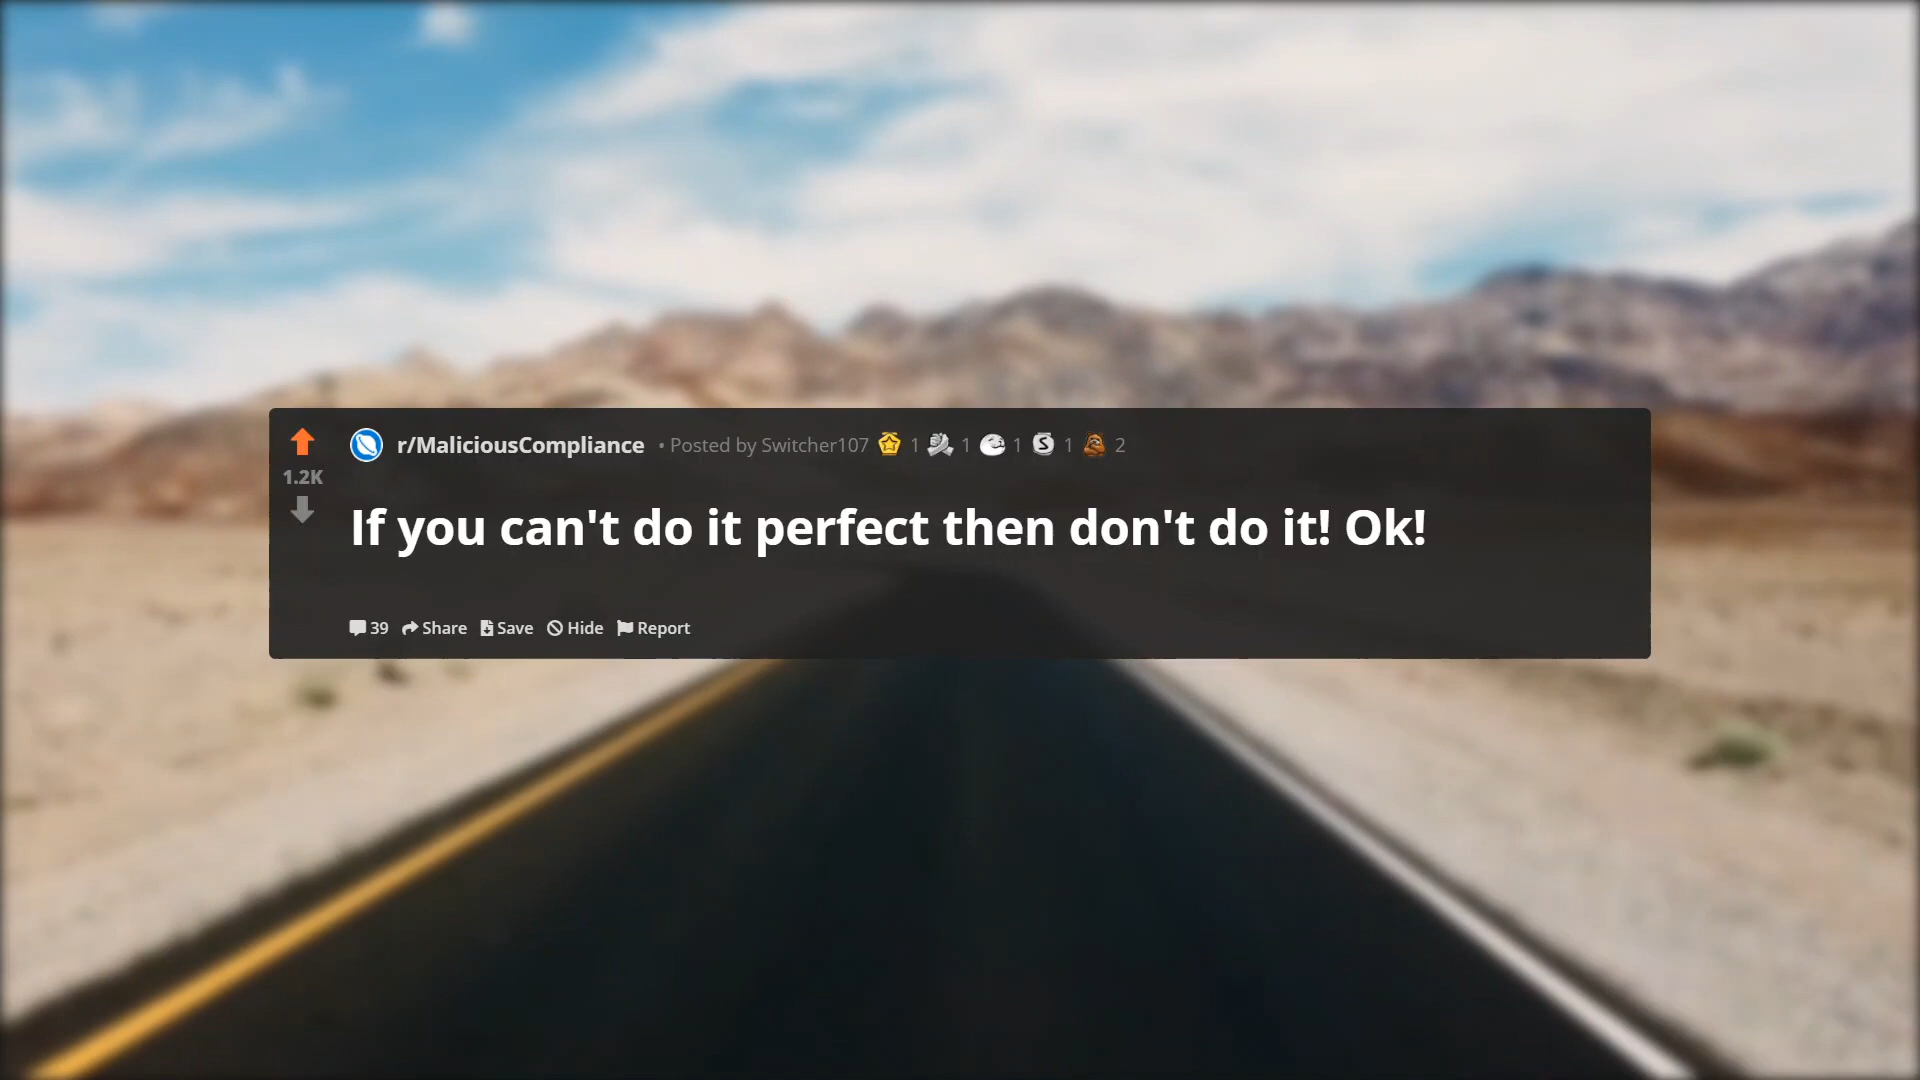 r/MaliciousCompliance • Posted by Switcher107 1 1 1 1 2
1.2K
If you can't do it perfect then don't do it! Ok!
39 Share Save Hide Report